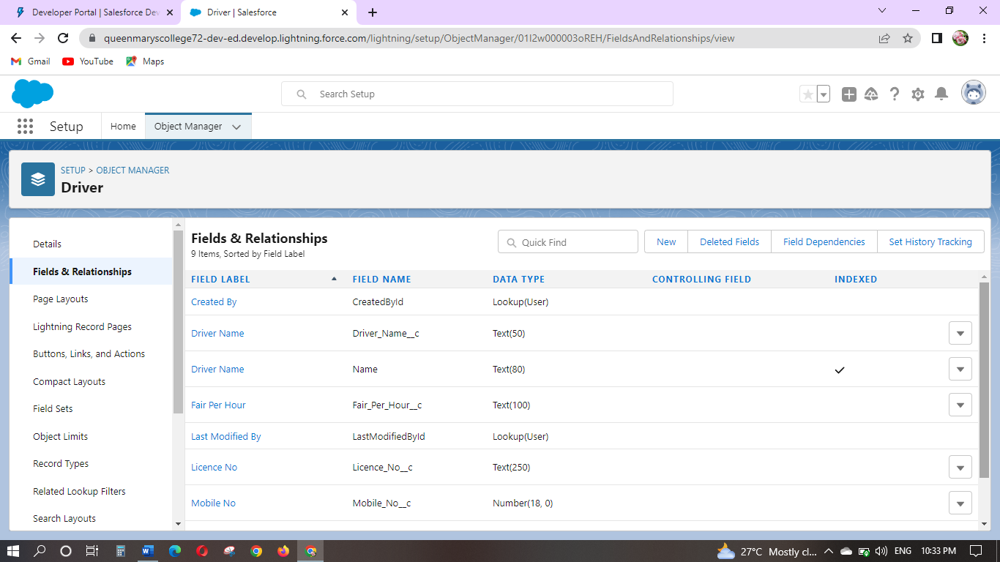 Developer Portal | Salesforce Dev
Driver | Salesforce
queenmaryscollege72-dev-ed.develop.lightning.force.com/lightning/setup/ObjectManager/01I2w000003oREH/FieldsAndRelationships/view
Gmail YouTube Maps
Search Setup
Setup Home Object Manager
SETUP > OBJECT MANAGER
Driver
Details
Fields & Relationships
Page Layouts
Lightning Record Pages
Buttons, Links, and Actions
Compact Layouts
Field Sets
Object Limits
Record Types
Related Lookup Filters
Search Layouts
Fields & Relationships
9 Items, Sorted by Field Label
Quick Find
New Deleted Fields Field Dependencies Set History Tracking
FIELD LABEL FIELD NAME DATA TYPE CONTROLLING FIELD INDEXED
Created By CreatedById Lookup(User)
Driver Name Driver_Name__c Text(50)
Driver Name Name Text(80)
Fair Per Hour Fair_Per_Hour__c Text(100)
Last Modified By LastModifiedById Lookup(User)
Licence No Licence_No__c Text(250)
Mobile No Mobile_No__c Number(18, 0)
27°C Mostly cl... ENG 10:33 PM